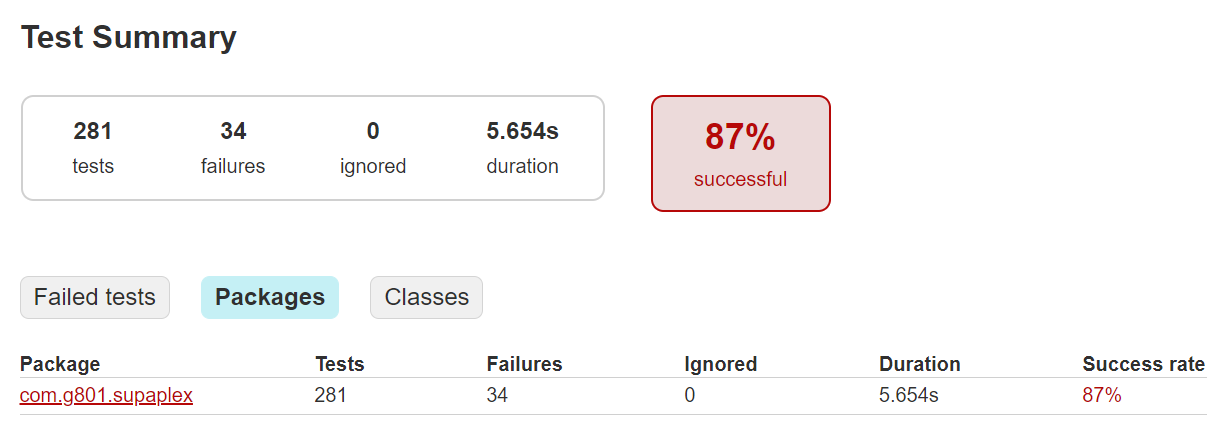 Test Summary
281 34 0 5.654s
tests failures ignored duration
87%
successful
Failed tests Packages Classes
Package Tests Failures Ignored Duration Success rate
com.g801.supaplex 281 34 0 5.654s 87%